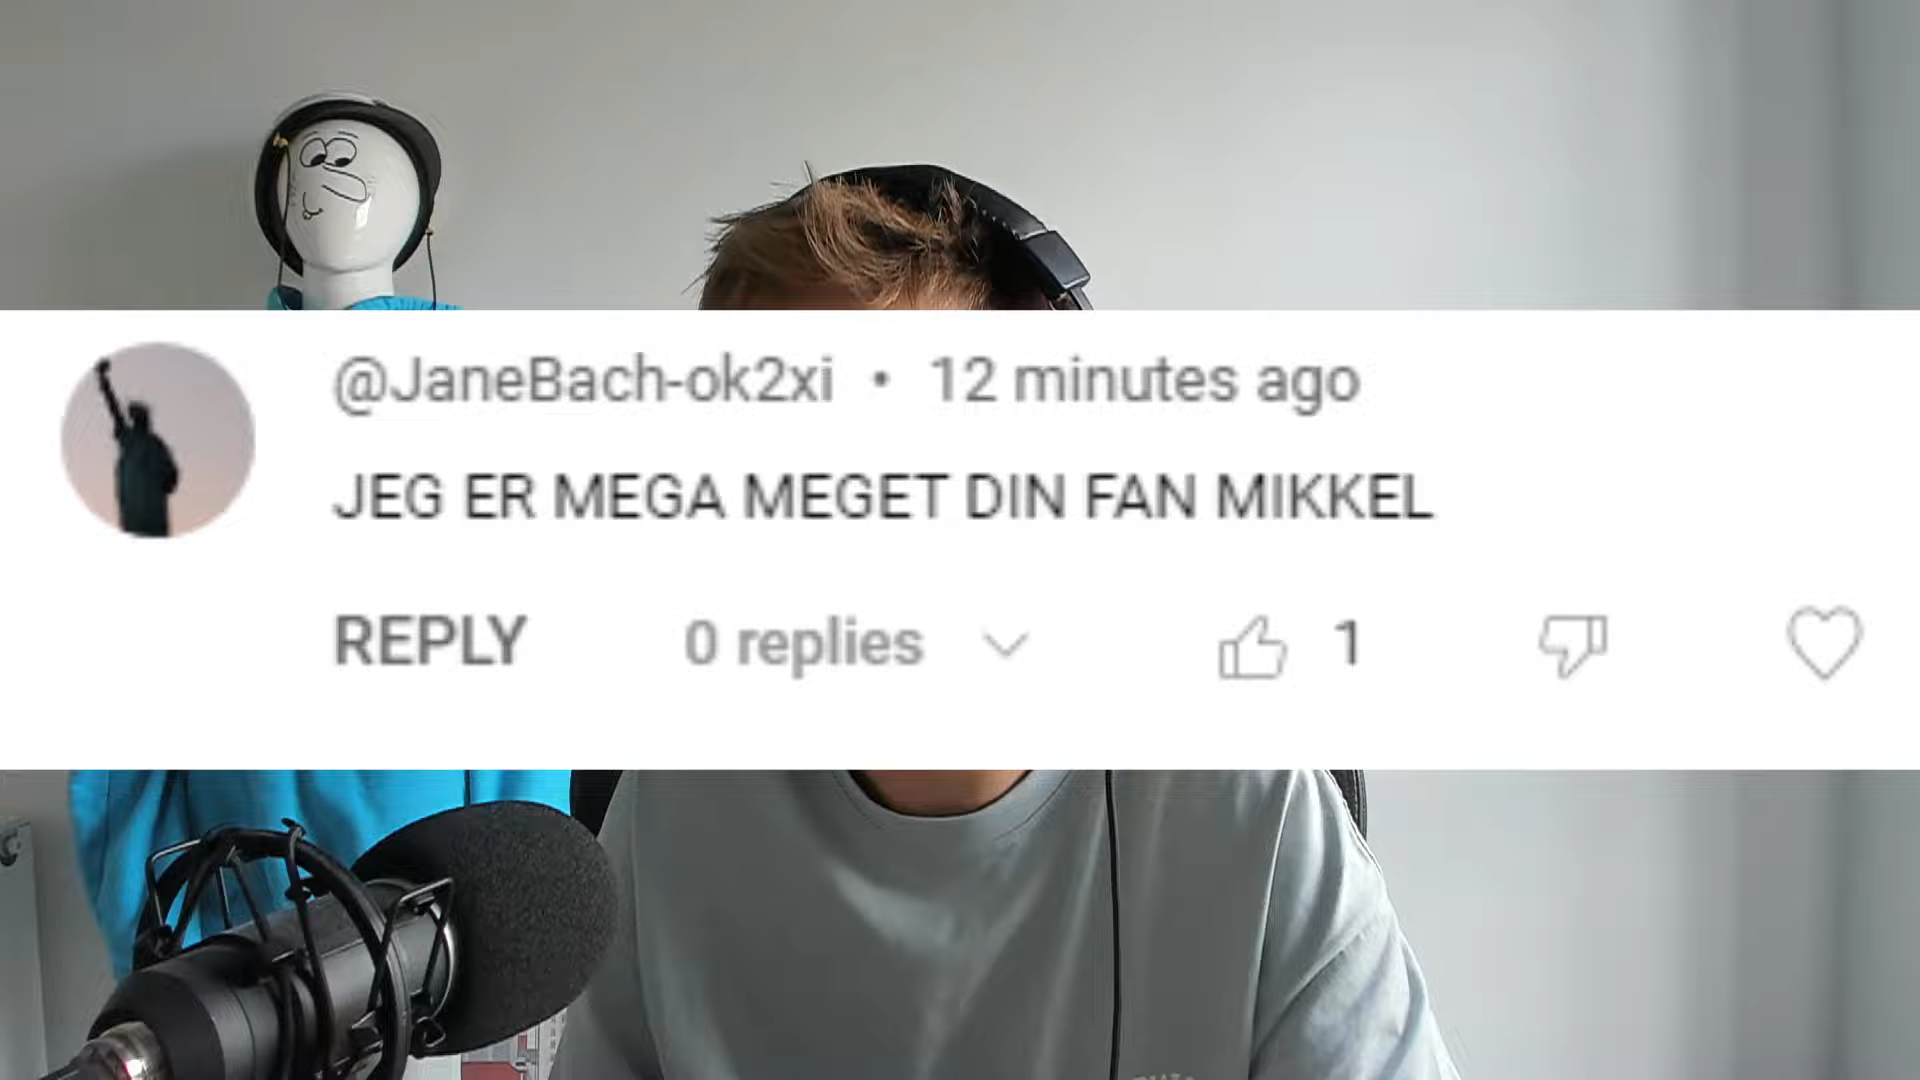 @JaneBach-ok2xi • 12 minutes ago
JEG ER MEGA MEGET DIN FAN MIKKEL
REPLY 0 replies 1